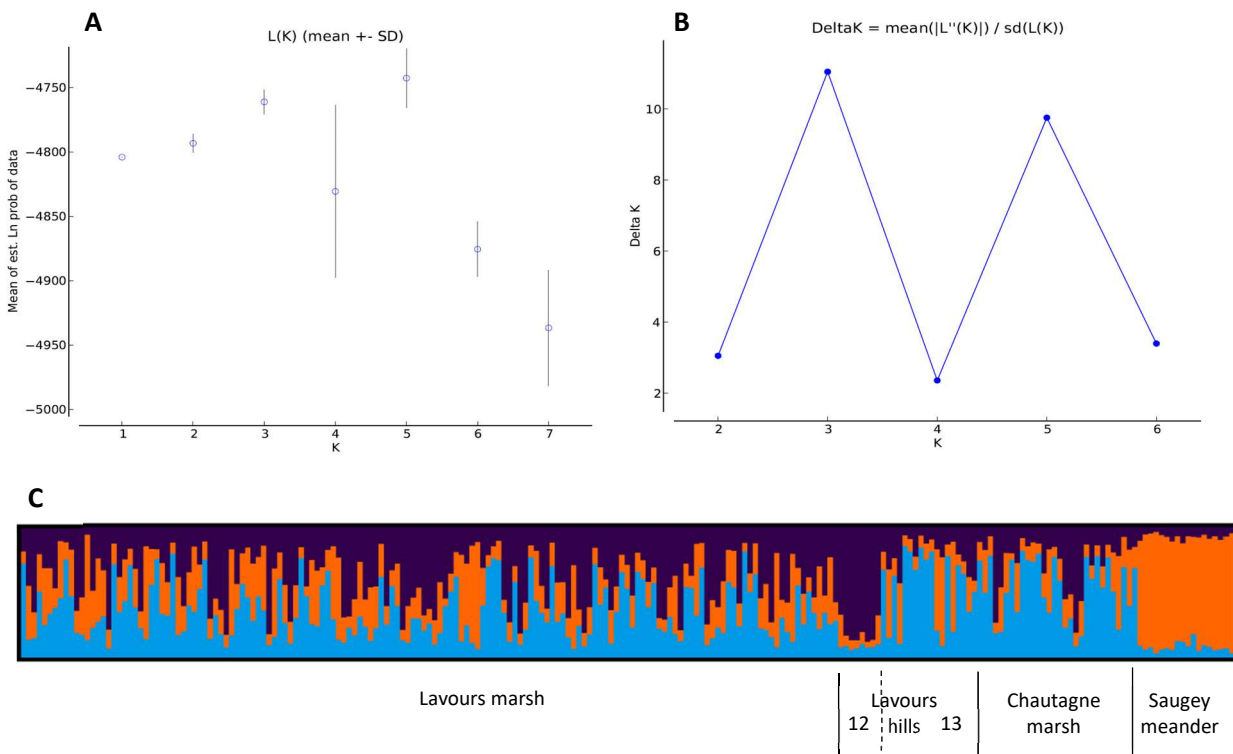 A
L(K) (mean +- SD)
Mean of est. Ln prob of data
−4750
−4800
−4850
−4900
−4950
−5000
1 2 3 4 5 6 7
K
B
DeltaK = mean(|L''(K)|) / sd(L(K))
Delta K
10
8
6
4
2
2 3 4 5 6
K
C
Lavours marsh
Lavours
12 hills 13
Chautagne
marsh
Saugey
meander